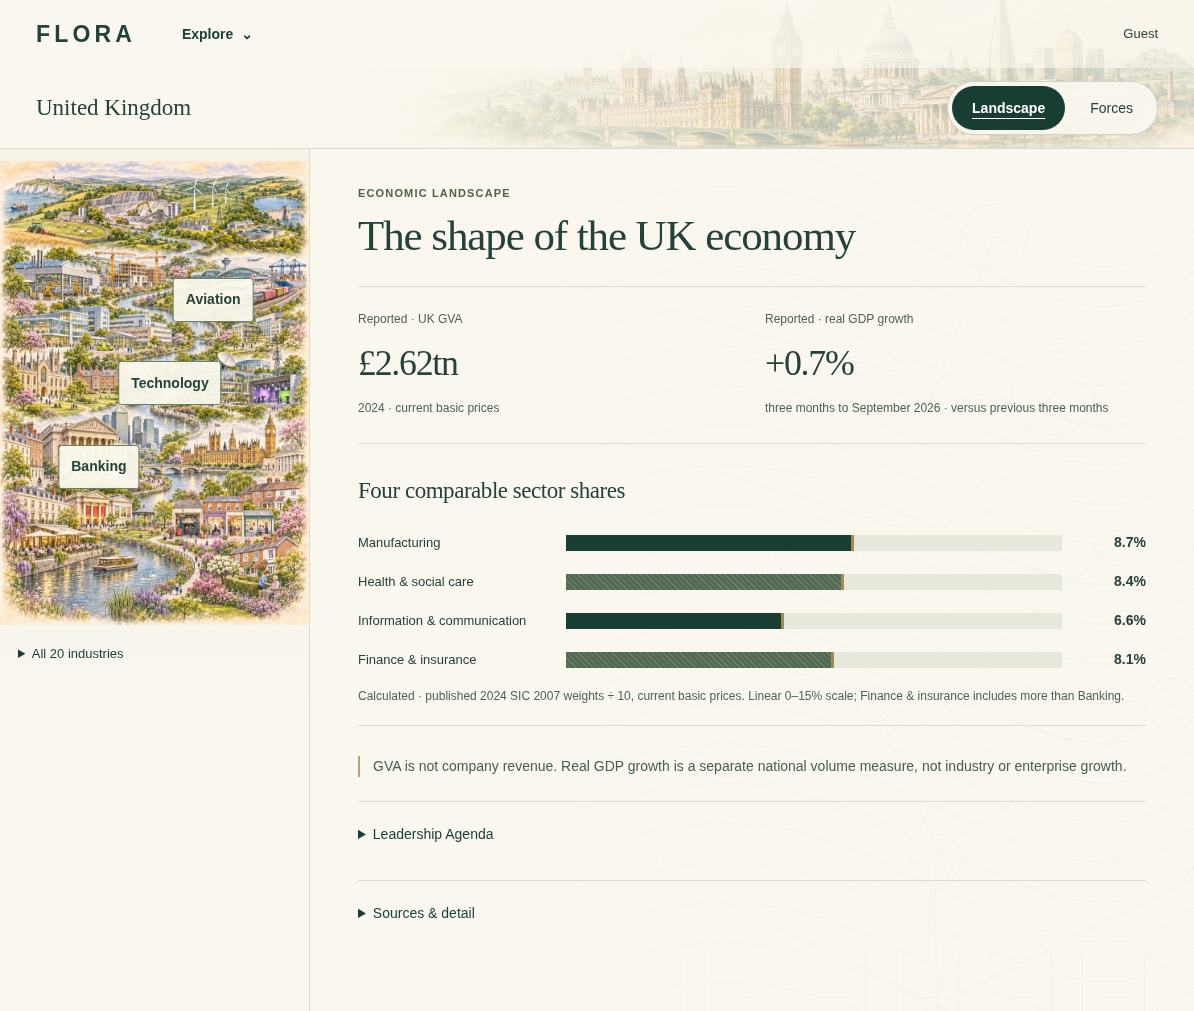 FLORA
Explore
Guest
United Kingdom
Landscape
Forces
Aviation
Technology
Banking
All 20 industries
ECONOMIC LANDSCAPE
The shape of the UK economy
Reported · UK GVA
£2.62tn
2024 · current basic prices
Reported · real GDP growth
+0.7%
three months to September 2026 · versus previous three months
Four comparable sector shares
Manufacturing 8.7%
Health & social care 8.4%
Information & communication 6.6%
Finance & insurance 8.1%
Calculated · published 2024 SIC 2007 weights ÷ 10, current basic prices. Linear 0–15% scale; Finance & insurance includes more than Banking.
GVA is not company revenue. Real GDP growth is a separate national volume measure, not industry or enterprise growth.
Leadership Agenda
Sources & detail